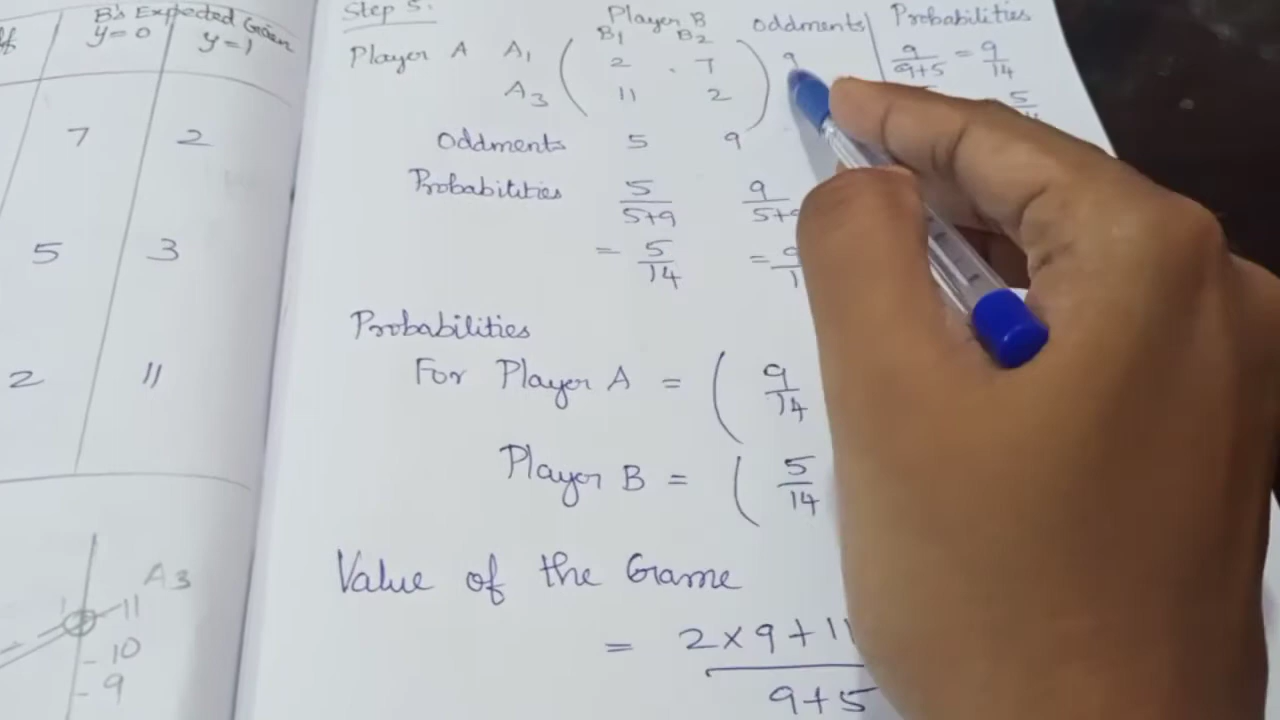 B's Expected Gain
y=0 y=1
7 2
5 3
2 11
A3
11
- 10
- 9
Step 5:
Player B Oddments Probabilities
B1 B2
Player A A1 2 7 9 9/9+5 = 9/14
A3 11 2 5
Oddments 5 9
Probabilities 5/5+9 9/5+9
= 5/14 = 9/1
Probabilities
For Player A = ( 9/14
Player B = ( 5/14
Value of the Game
= 2×9+11
9+5